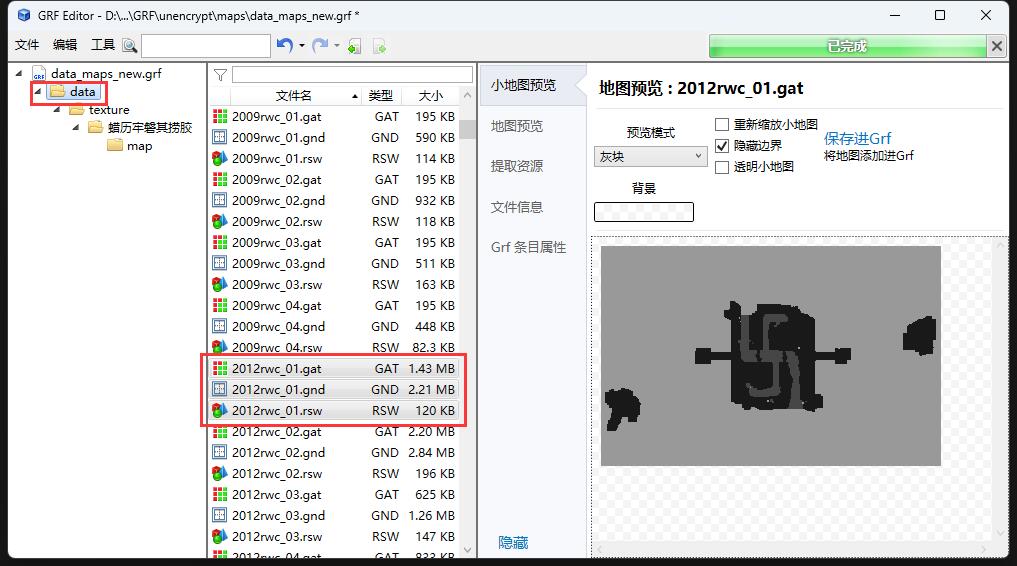 GRF Editor - D:\...\GRF\unencrypt\maps\data_maps_new.grf *
文件 编辑 工具
已完成
data_maps_new.grf
data
texture
蜡历牢磐其捞胶
map
文件名 类型 大小
2009rwc_01.gat GAT 195 KB
2009rwc_01.gnd GND 590 KB
2009rwc_01.rsw RSW 114 KB
2009rwc_02.gat GAT 195 KB
2009rwc_02.gnd GND 932 KB
2009rwc_02.rsw RSW 118 KB
2009rwc_03.gat GAT 195 KB
2009rwc_03.gnd GND 511 KB
2009rwc_03.rsw RSW 163 KB
2009rwc_04.gat GAT 195 KB
2009rwc_04.gnd GND 448 KB
2009rwc_04.rsw RSW 82.3 KB
2012rwc_01.gat GAT 1.43 MB
2012rwc_01.gnd GND 2.21 MB
2012rwc_01.rsw RSW 120 KB
2012rwc_02.gat GAT 2.20 MB
2012rwc_02.gnd GND 2.84 MB
2012rwc_02.rsw RSW 196 KB
2012rwc_03.gat GAT 625 KB
2012rwc_03.gnd GND 1.26 MB
2012rwc_03.rsw RSW 147 KB
2012rwc_04.gat GAT 833 KB
小地图预览
地图预览
提取资源
文件信息
Grf 条目属性
隐藏
地图预览 : 2012rwc_01.gat
预览模式
灰块
背景
重新缩放小地图
隐藏边界
透明小地图
保存进Grf
将地图添加进Grf